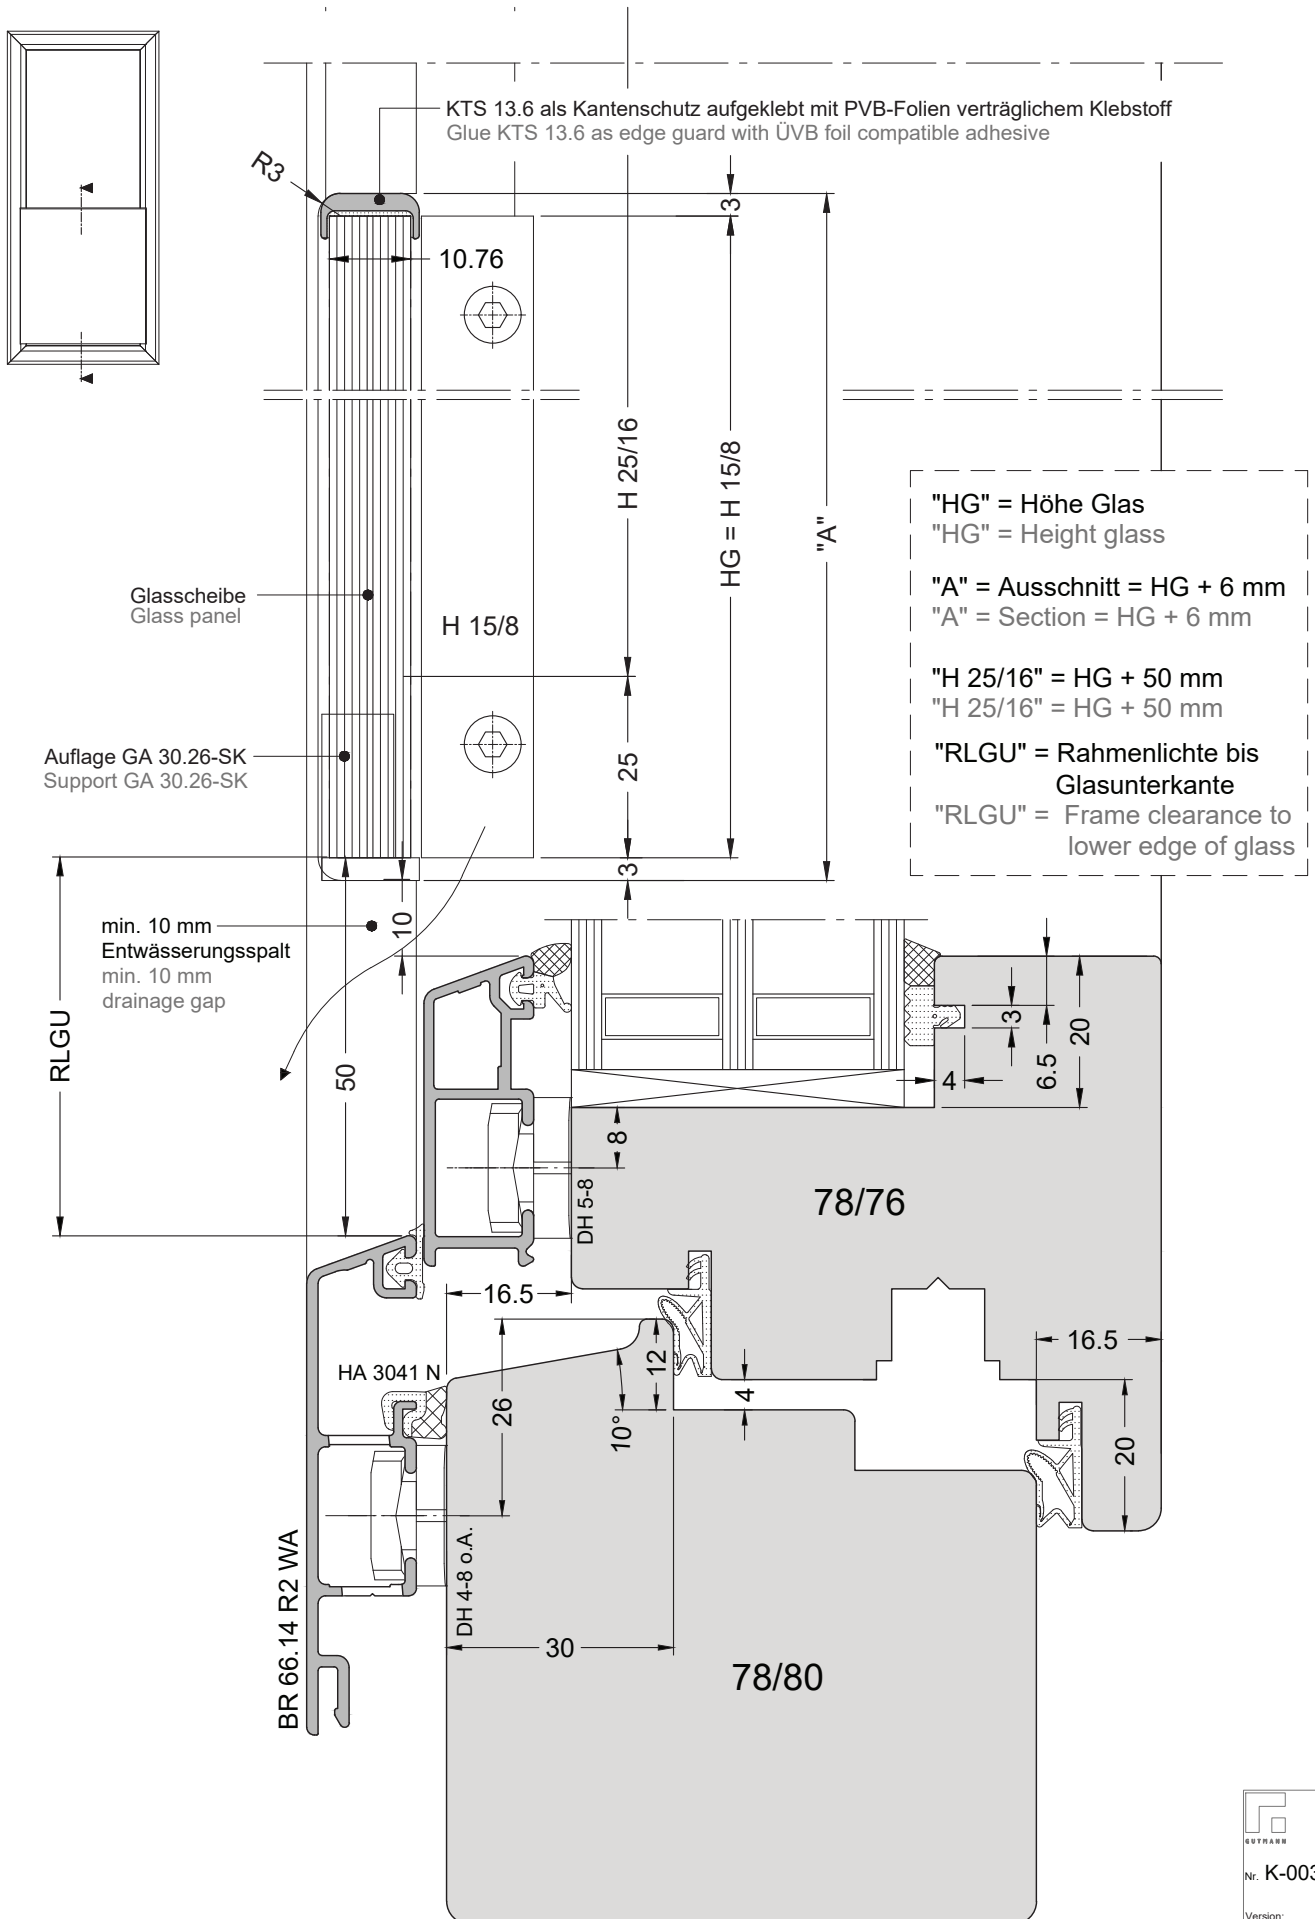 KTS 13.6 als Kantenschutz aufgeklebt mit PVB-Folien verträglichem Klebstoff
Glue KTS 13.6 as edge guard with ÜVB foil compatible adhesive
R3
3
10.76
H 25/16
HG = H 15/8
"A"
"HG" = Höhe Glas
"HG" = Height glass
"A" = Ausschnitt = HG + 6 mm
"A" = Section = HG + 6 mm
"H 25/16" = HG + 50 mm
"H 25/16" = HG + 50 mm
"RLGU" = Rahmenlichte bis
Glasunterkante
"RLGU" = Frame clearance to
lower edge of glass
Glasscheibe
Glass panel
H 15/8
Auflage GA 30.26-SK
Support GA 30.26-SK
25
3
10
min. 10 mm
Entwässerungsspalt
min. 10 mm
drainage gap
RLGU
50
3
20
6.5
4
8
DH 5-8
78/76
16.5
16.5
HA 3041 N
12
26
10°
4
20
BR 66.14 R2 WA
DH 4-8 o.A.
30
78/80
GUTMANN
Nr. K-003
Version: